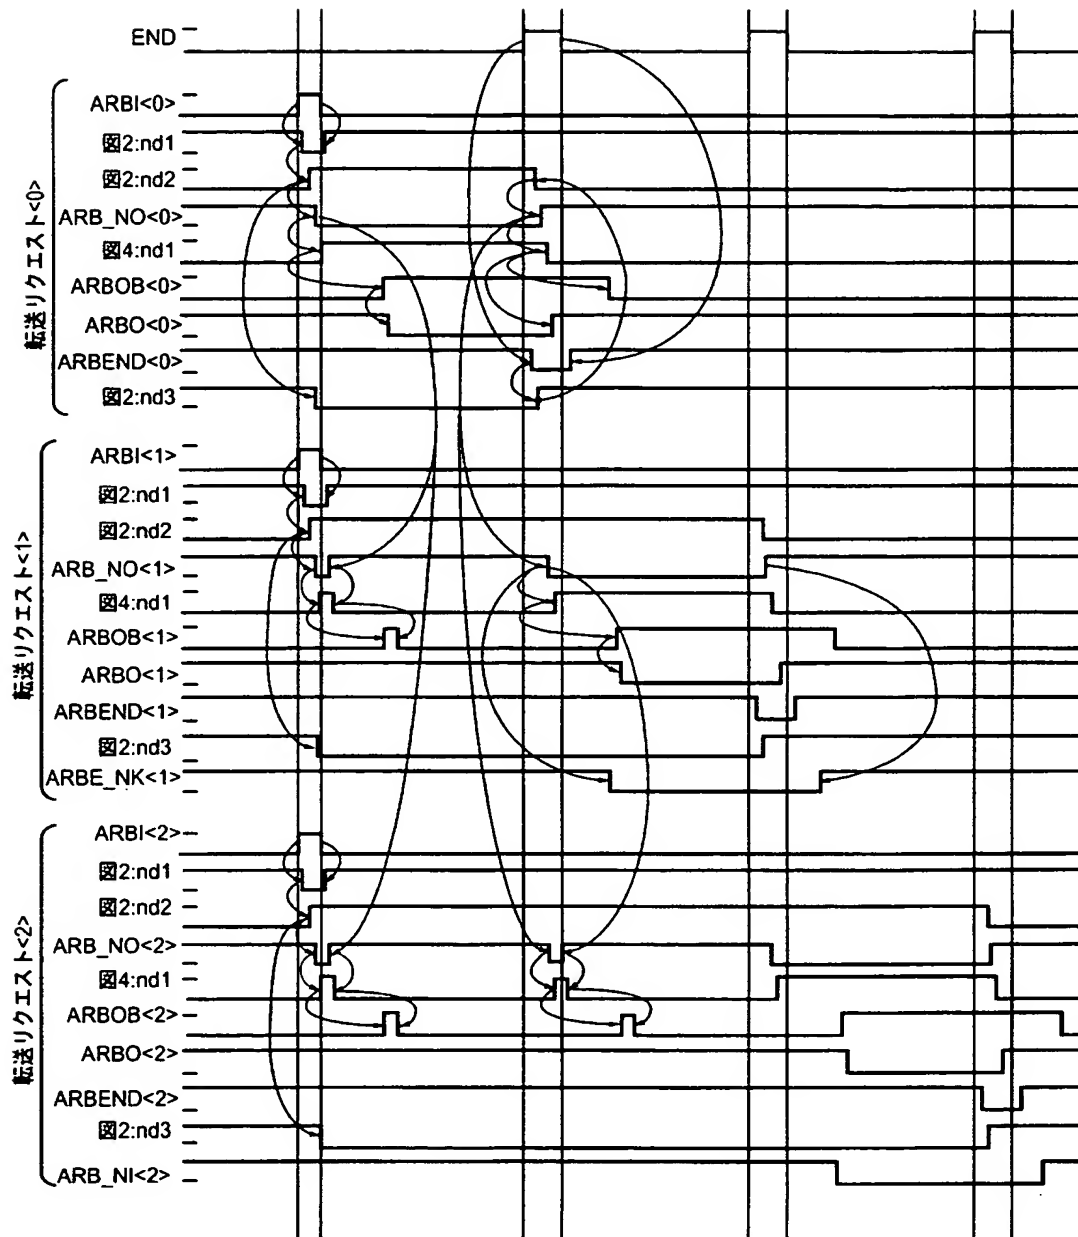 END
転送リクエスト<0>
ARBI<0>
図2:nd1
図2:nd2
ARB_NO<0>
図4:nd1
ARBOB<0>
ARBO<0>
ARBEND<0>
図2:nd3
転送リクエスト<1>
ARBI<1>
図2:nd1
図2:nd2
ARB_NO<1>
図4:nd1
ARBOB<1>
ARBO<1>
ARBEND<1>
図2:nd3
ARBE_NK<1>
転送リクエスト<2>
ARBI<2>
図2:nd1
図2:nd2
ARB_NO<2>
図4:nd1
ARBOB<2>
ARBO<2>
ARBEND<2>
図2:nd3
ARB_NI<2>